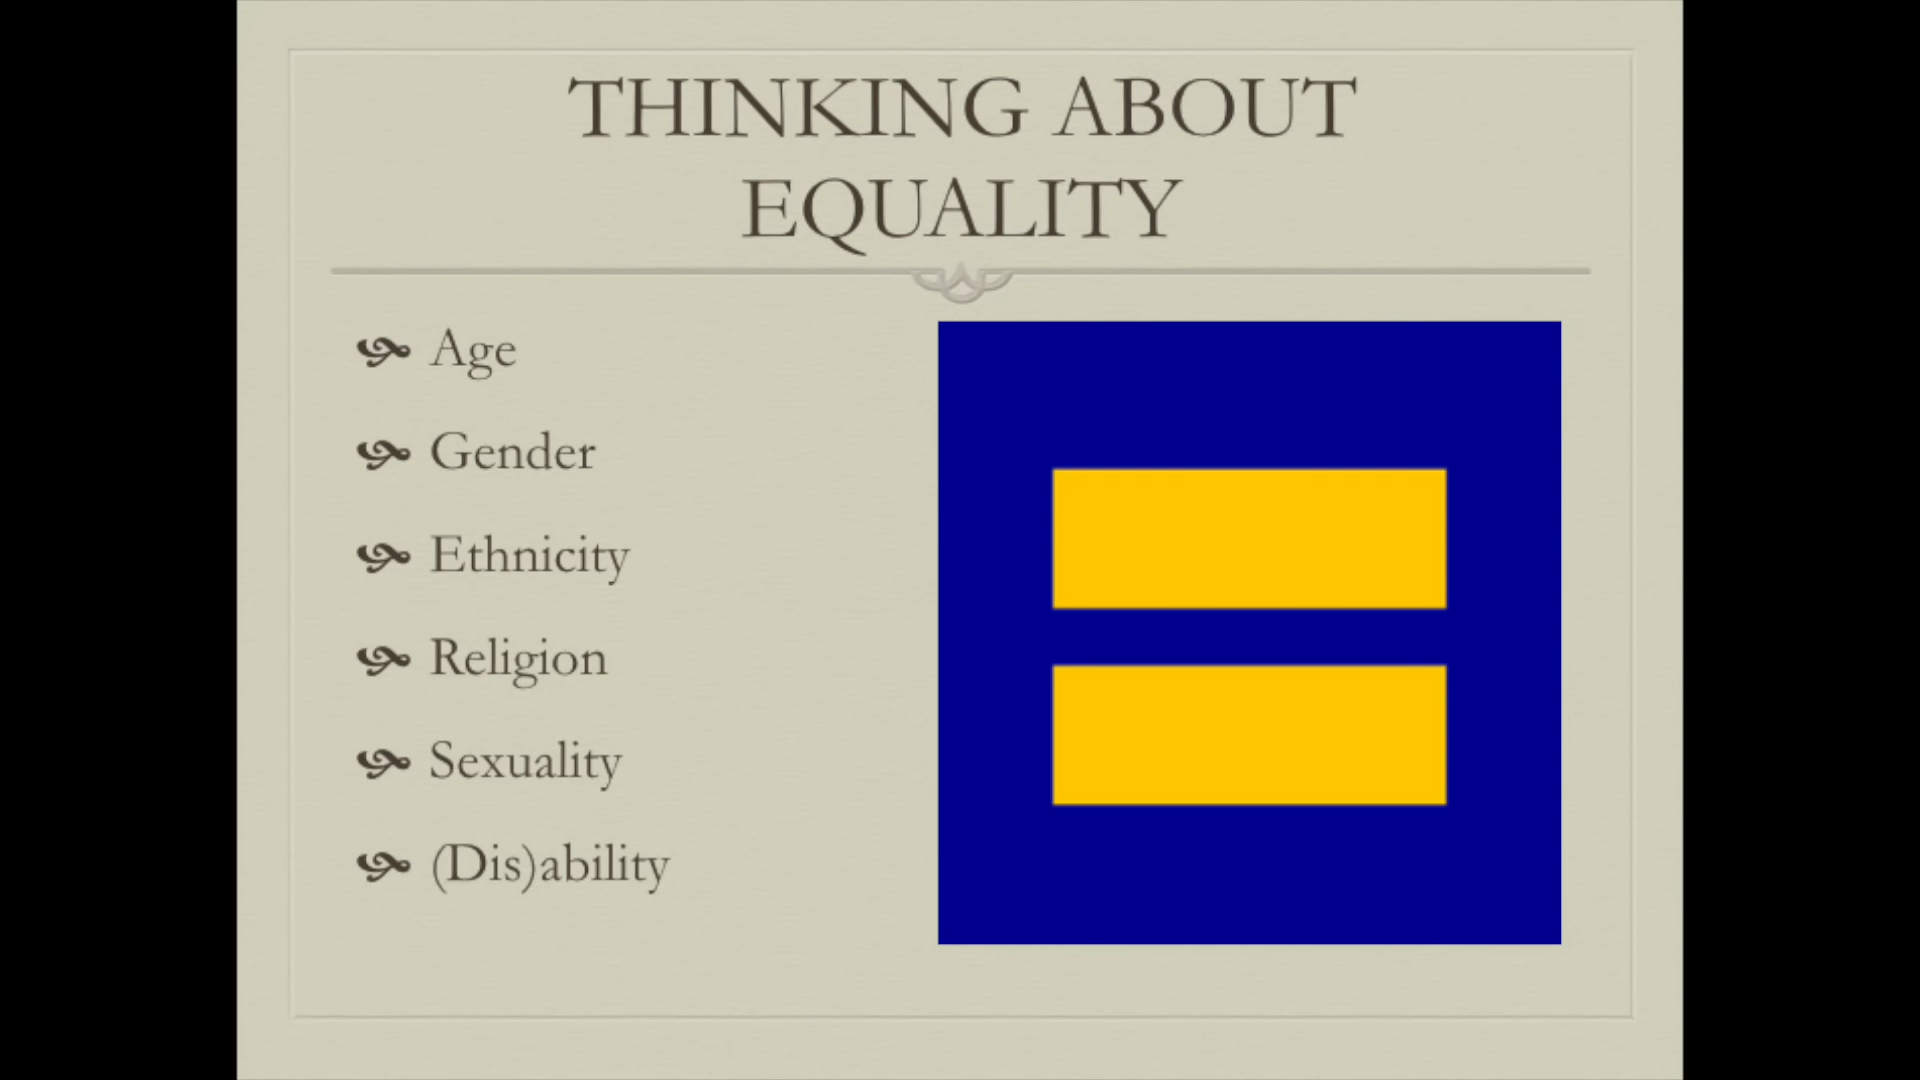 THINKING ABOUT
EQUALITY
Age
Gender
Ethnicity
Religion
Sexuality
(Dis)ability